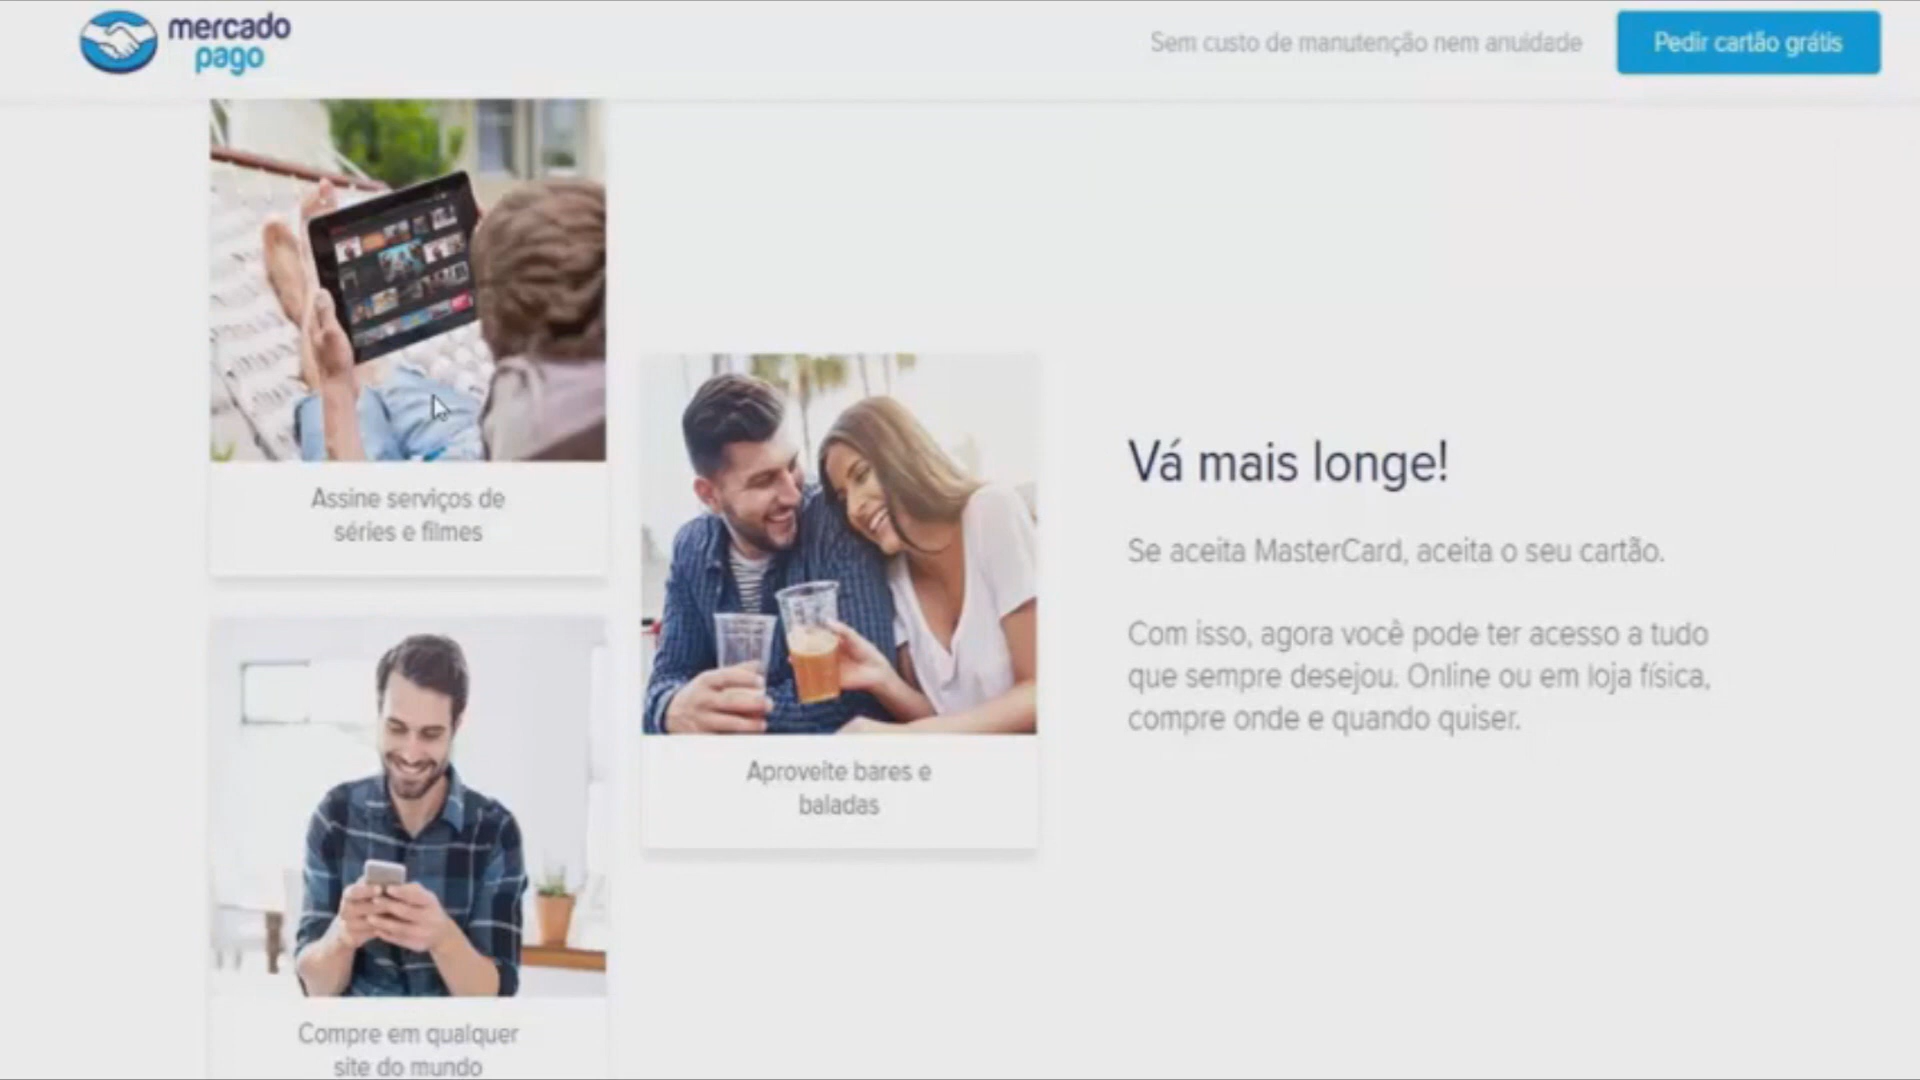 mercado
pago
Sem custo de manutenção nem anuidade
Pedir cartão grátis
Assine serviços de
séries e filmes
Aproveite bares e
baladas
Compre em qualquer
site do mundo
Vá mais longe!
Se aceita MasterCard, aceita o seu cartão.
Com isso, agora você pode ter acesso a tudo
que sempre desejou. Online ou em loja física,
compre onde e quando quiser.